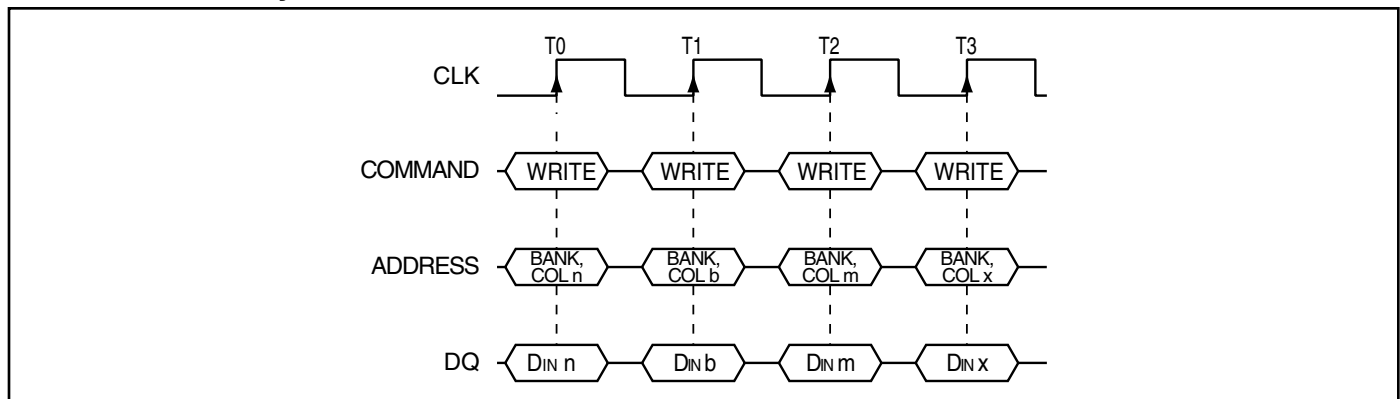 T0 T1 T2 T3
CLK
COMMAND WRITE WRITE WRITE WRITE
ADDRESS BANK, COL n BANK, COL b BANK, COL m BANK, COL x
DQ DIN n DIN b DIN m DIN x